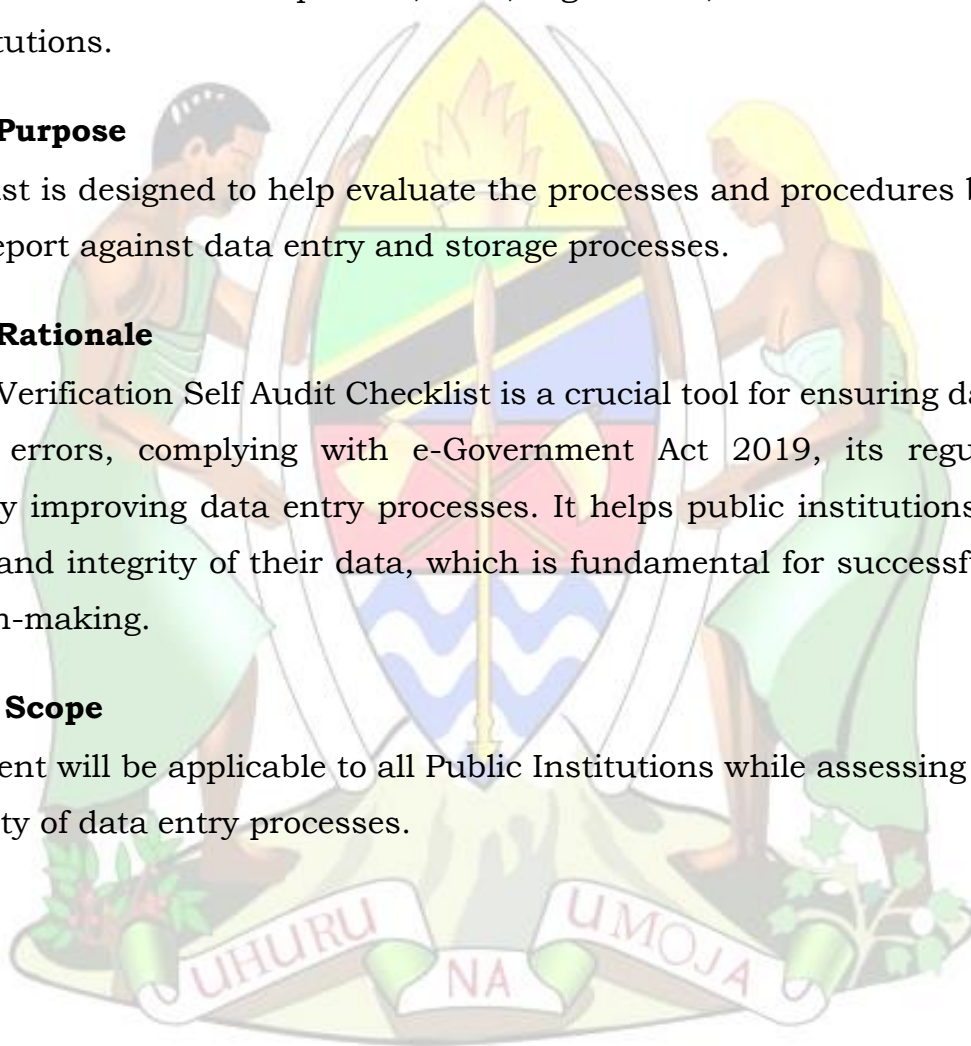 tutions.
Purpose
st is designed to help evaluate the processes and procedures
eport against data entry and storage processes.
Rationale
Verification Self Audit Checklist is a crucial tool for ensuring
errors, complying with e-Government Act 2019, its regu
y improving data entry processes. It helps public institutions
and integrity of their data, which is fundamental for successf
n-making.
Scope
ent will be applicable to all Public Institutions while assessing
ty of data entry processes.
UHURU NA UMOJA